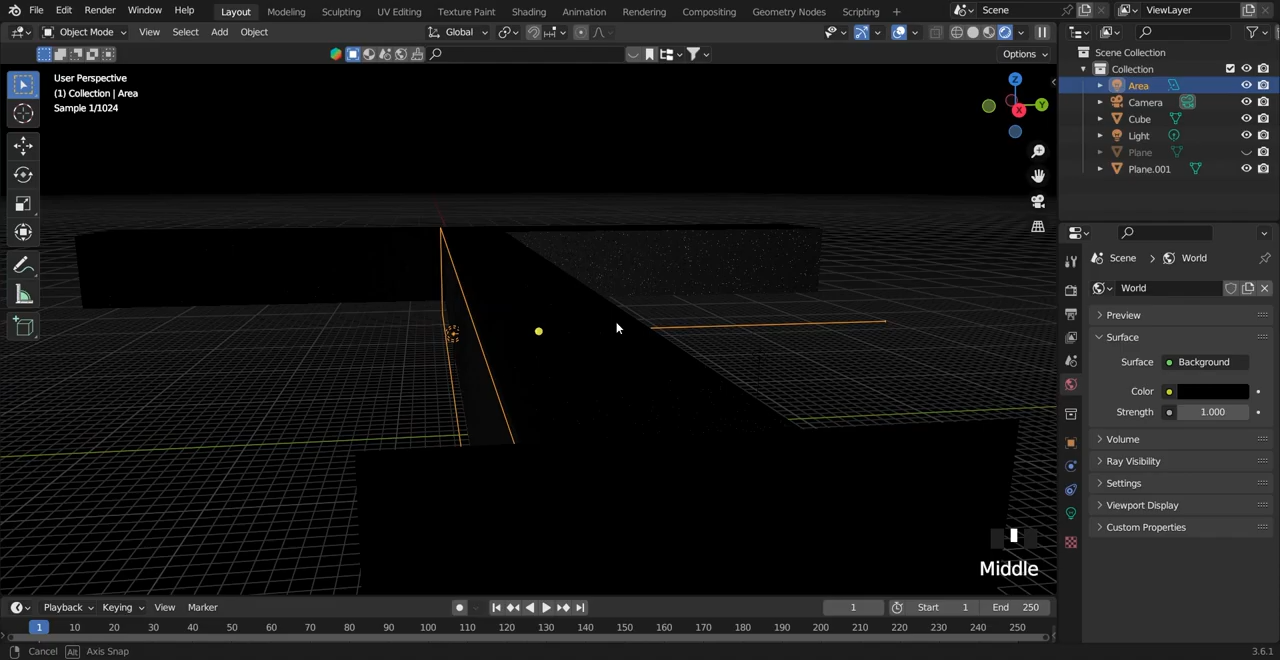 File Edit Render Window Help Layout Modeling Sculpting UV Editing Texture Paint Shading Animation Rendering Compositing Geometry Nodes Scripting + Scene ViewLayer
Object Mode View Select Add Object Global
Options
User Perspective
(1) Collection | Area
Sample 1/1024
Z
Y
X
Scene Collection
Collection
Area
Camera
Cube
Light
Plane
Plane.001
Scene > World
World
Preview
Surface
Surface Background
Color
Strength 1.000
Volume
Ray Visibility
Settings
Viewport Display
Custom Properties
Middle
Playback Keying View Marker 1 Start 1 End 250
1 10 20 30 40 50 60 70 80 90 100 110 120 130 140 150 160 170 180 190 200 210 220 230 240 250
Cancel Alt Axis Snap 3.6.1